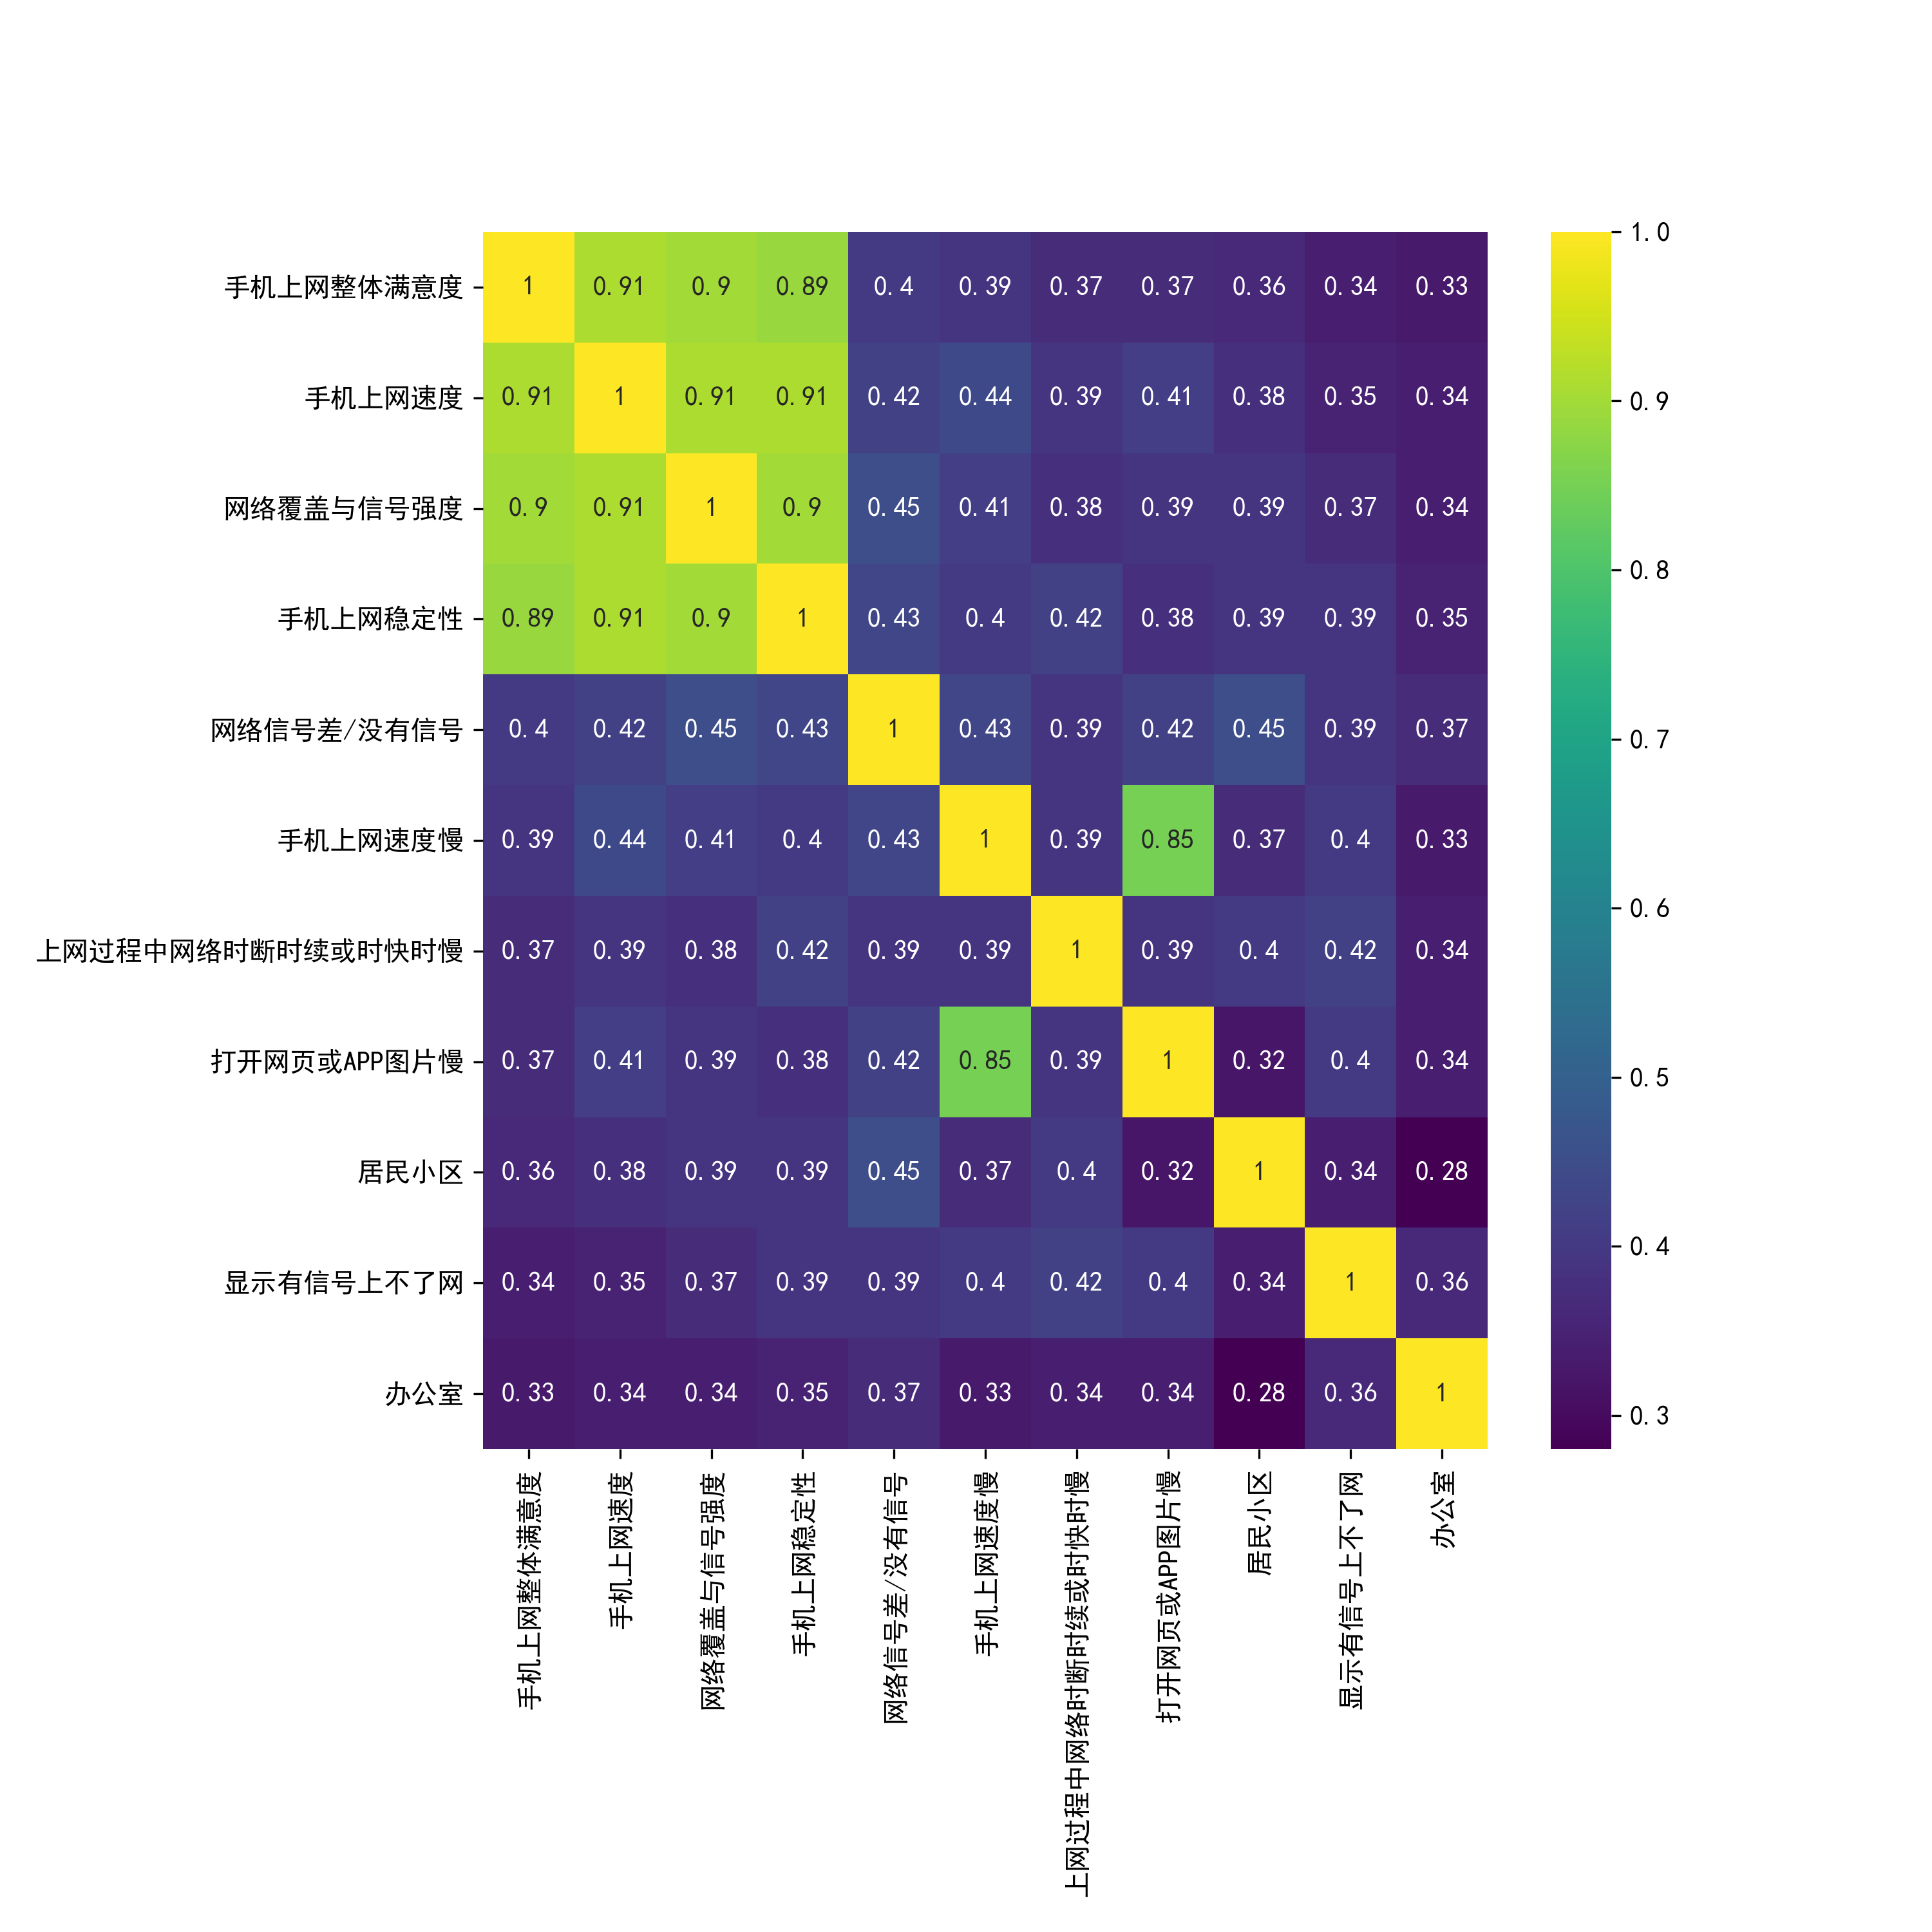 手机上网整体满意度 1 0.91 0.9 0.89 0.4 0.39 0.37 0.37 0.36 0.34 0.33
手机上网速度 0.91 1 0.91 0.91 0.42 0.44 0.39 0.41 0.38 0.35 0.34
网络覆盖与信号强度 0.9 0.91 1 0.9 0.45 0.41 0.38 0.39 0.39 0.37 0.34
手机上网稳定性 0.89 0.91 0.9 1 0.43 0.4 0.42 0.38 0.39 0.39 0.35
网络信号差/没有信号 0.4 0.42 0.45 0.43 1 0.43 0.39 0.42 0.45 0.39 0.37
手机上网速度慢 0.39 0.44 0.41 0.4 0.43 1 0.39 0.85 0.37 0.4 0.33
上网过程中网络时断时续或时快时慢 0.37 0.39 0.38 0.42 0.39 0.39 1 0.39 0.4 0.42 0.34
打开网页或APP图片慢 0.37 0.41 0.39 0.38 0.42 0.85 0.39 1 0.32 0.4 0.34
居民小区 0.36 0.38 0.39 0.39 0.45 0.37 0.4 0.32 1 0.34 0.28
显示有信号上不了网 0.34 0.35 0.37 0.39 0.39 0.4 0.42 0.4 0.34 1 0.36
办公室 0.33 0.34 0.34 0.35 0.37 0.33 0.34 0.34 0.28 0.36 1
手机上网整体满意度
手机上网速度
网络覆盖与信号强度
手机上网稳定性
网络信号差/没有信号
手机上网速度慢
上网过程中网络时断时续或时快时慢
打开网页或APP图片慢
居民小区
显示有信号上不了网
办公室
1.0
0.9
0.8
0.7
0.6
0.5
0.4
0.3